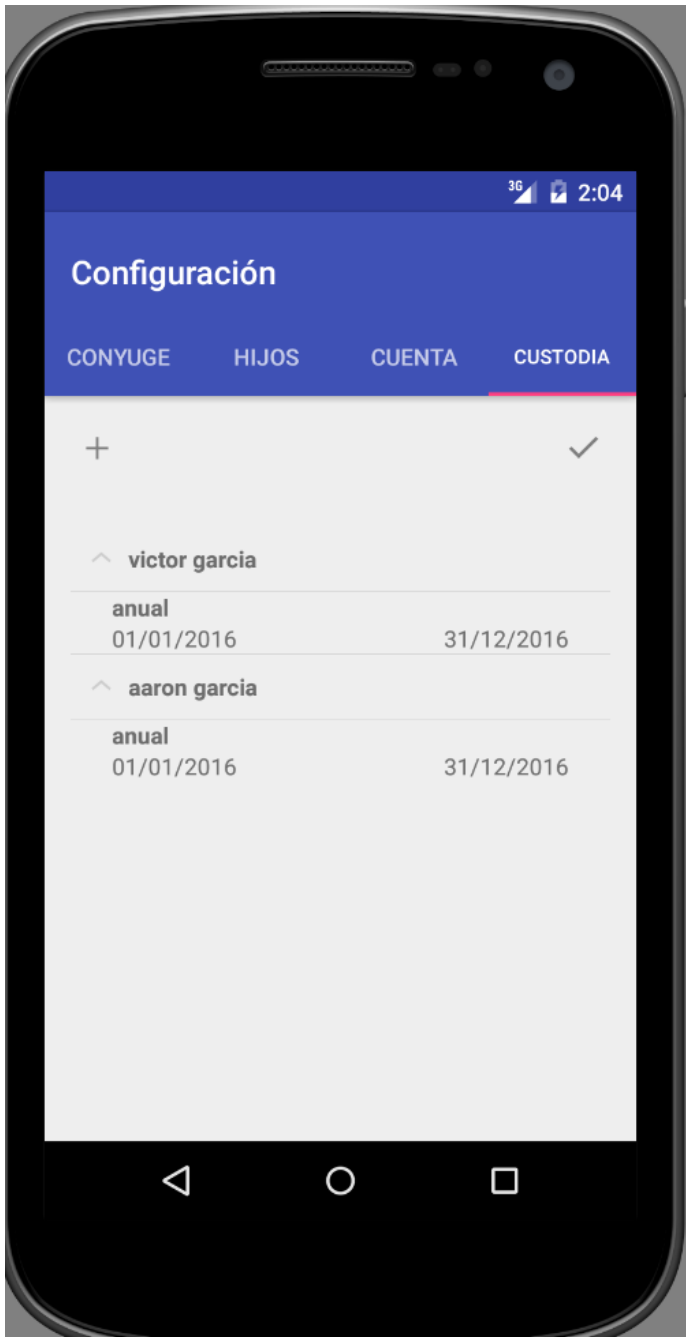 3G 2:04
Configuración
CONYUGE HIJOS CUENTA CUSTODIA
victor garcia
anual
01/01/2016 31/12/2016
aaron garcia
anual
01/01/2016 31/12/2016